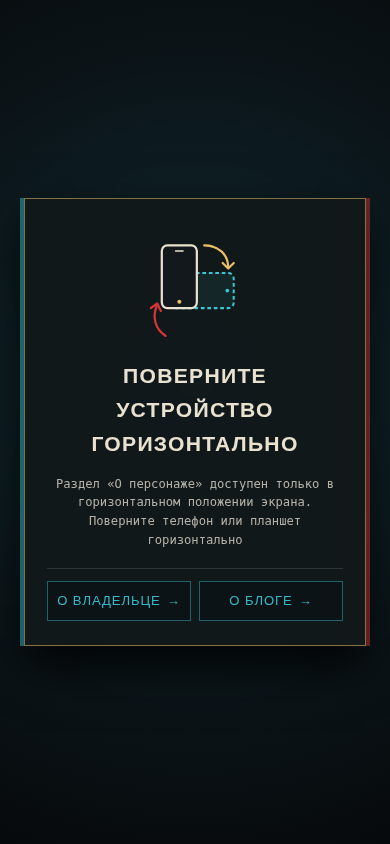 ПОВЕРНИТЕ
УСТРОЙСТВО
ГОРИЗОНТАЛЬНО
Раздел «О персонаже» доступен только в
горизонтальном положении экрана.
Поверните телефон или планшет
горизонтально
О ВЛАДЕЛЬЦЕ →
О БЛОГЕ →